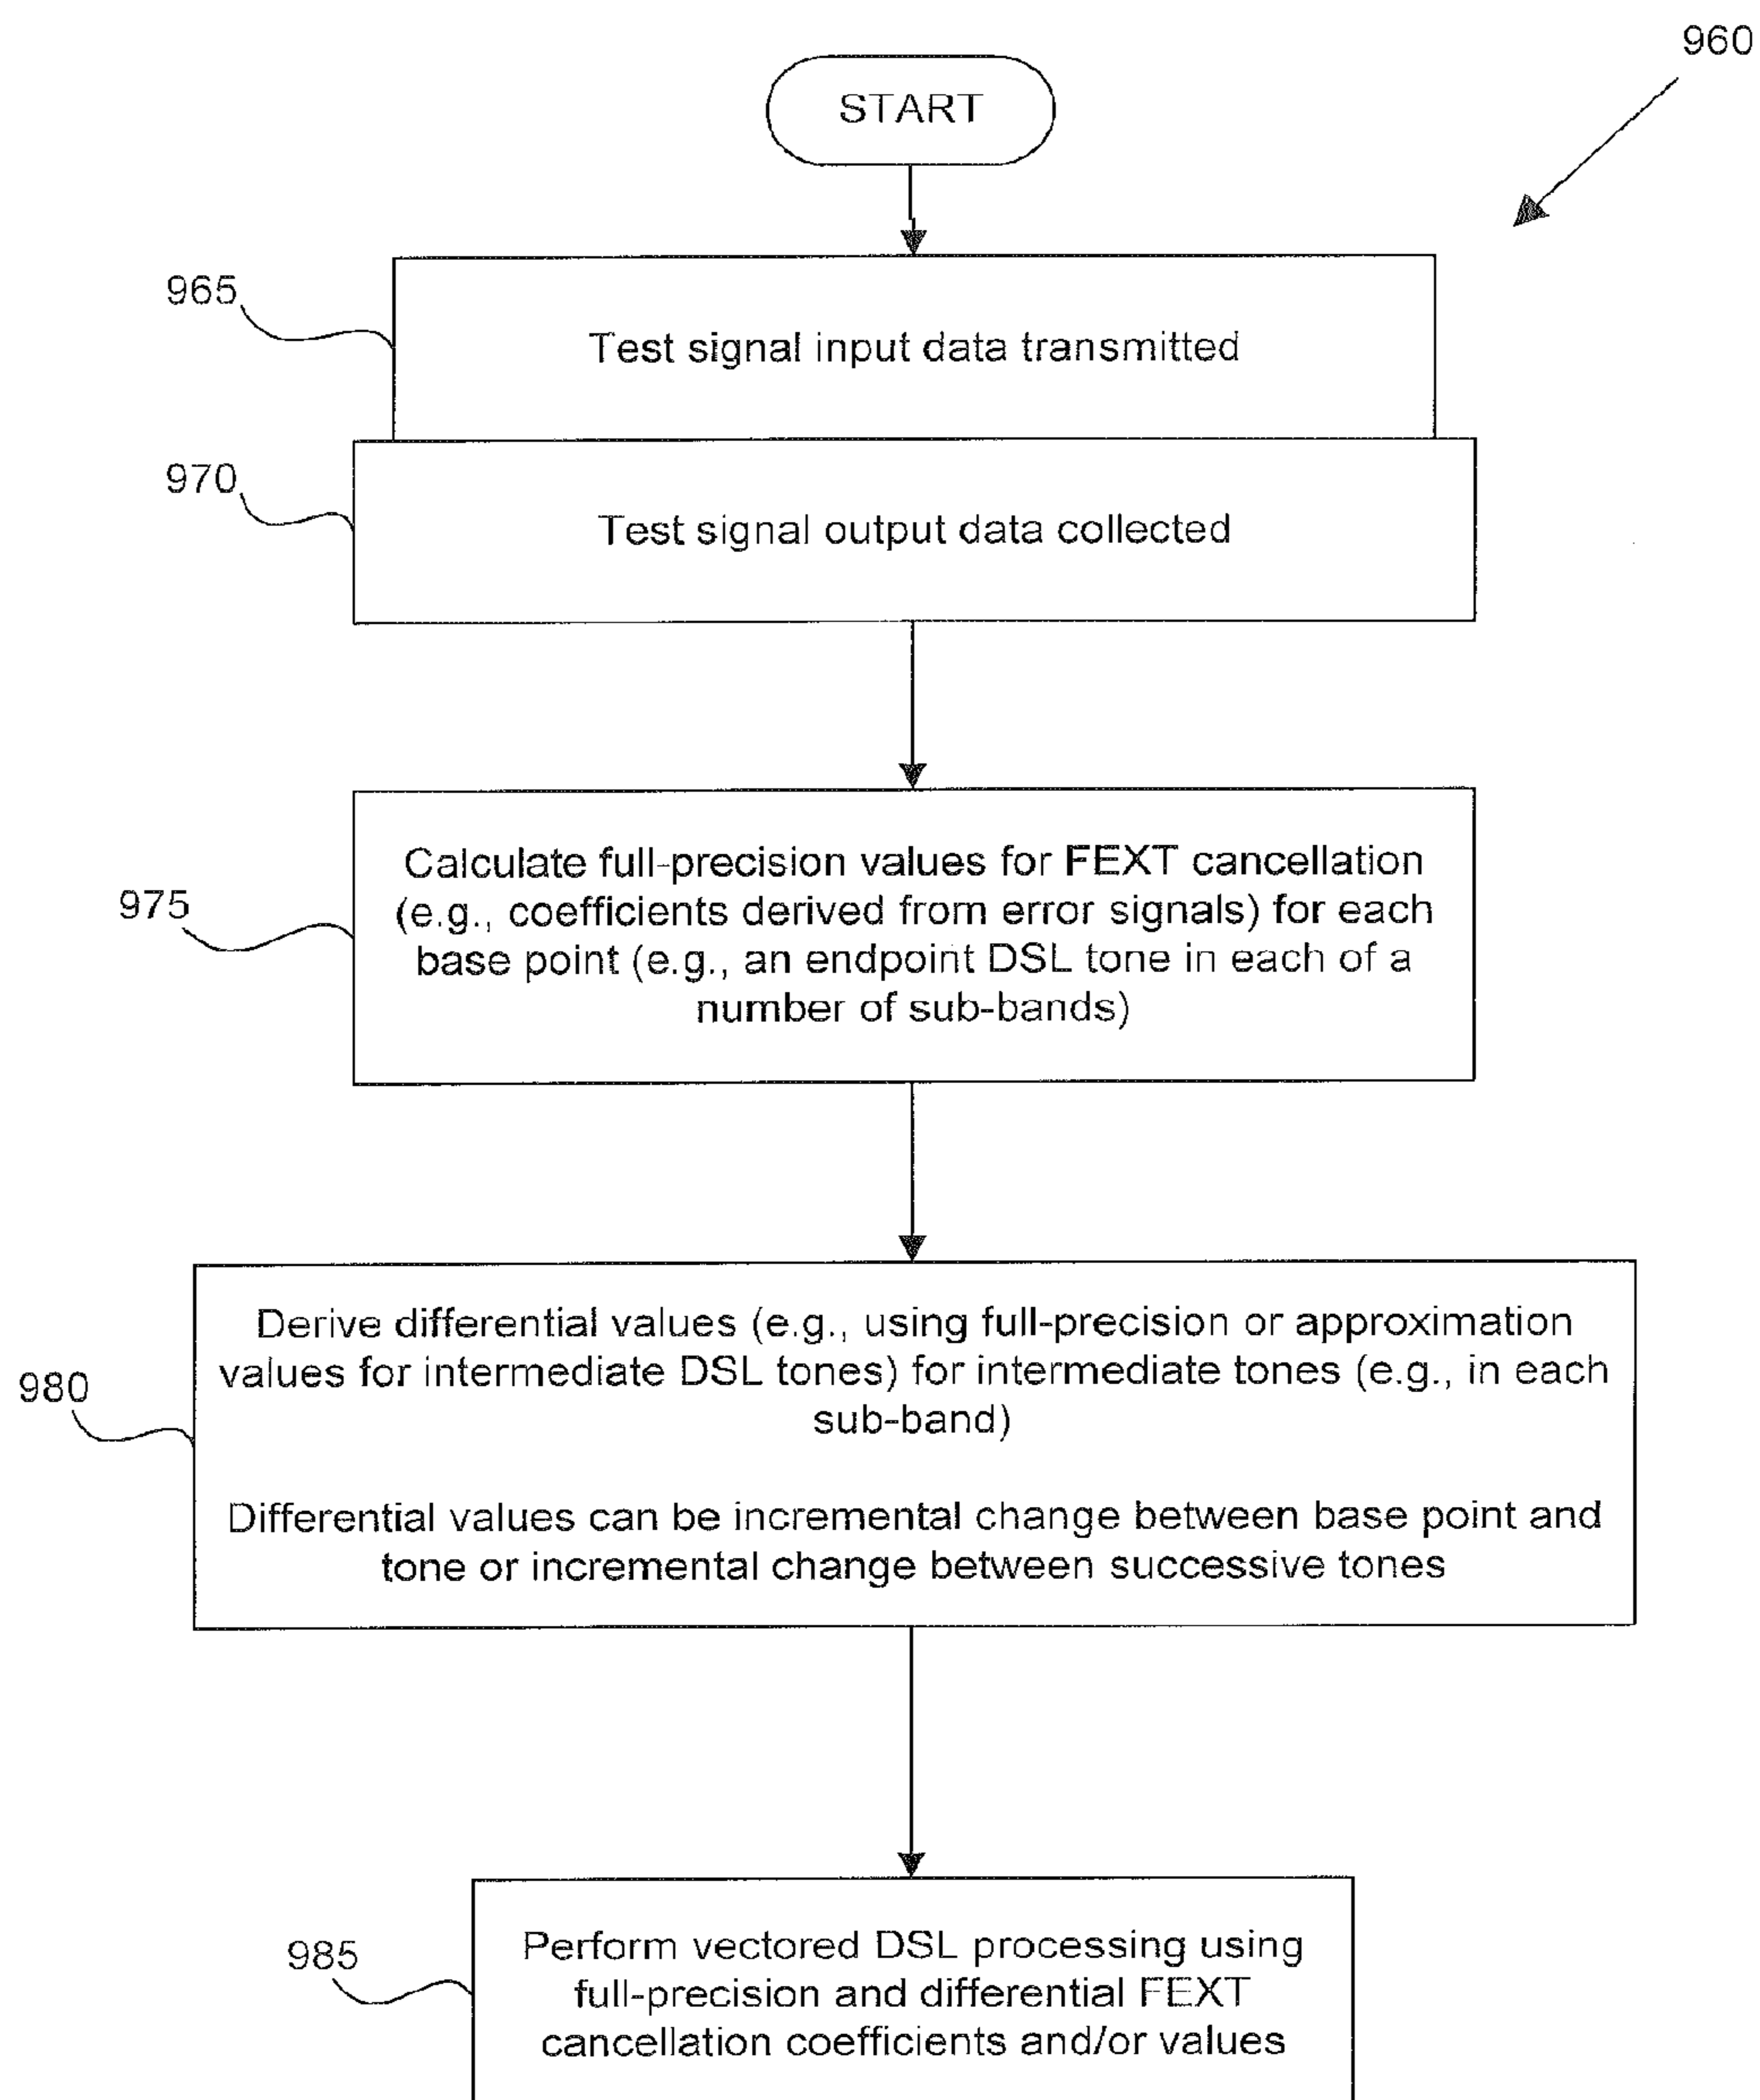 960
START
965
Test signal input data transmitted
970
Test signal output data collected
975
Calculate full-precision values for FEXT cancellation
(e.g., coefficients derived from error signals) for each
base point (e.g., an endpoint DSL tone in each of a
number of sub-bands)
980
Derive differential values (e.g., using full-precision or approximation
values for intermediate DSL tones) for intermediate tones (e.g., in each
sub-band)
Differential values can be incremental change between base point and
tone or incremental change between successive tones
985
Perform vectored DSL processing using
full-precision and differential FEXT
cancellation coefficients and/or values